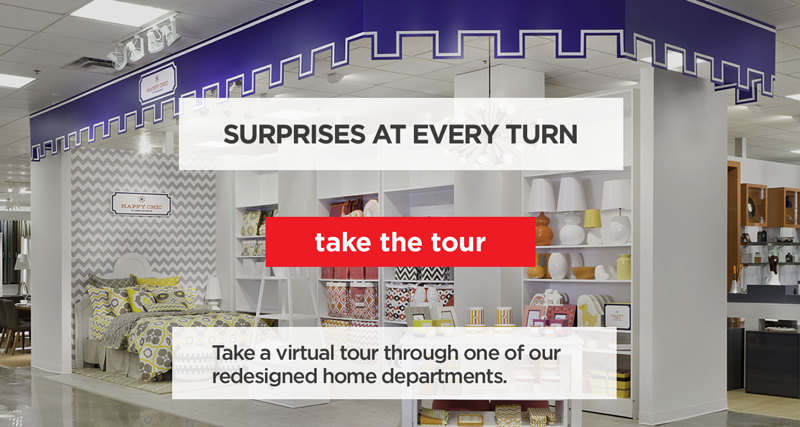 HAPPY CHIC
SURPRISES AT EVERY TURN
HAPPY CHIC
take the tour
Take a virtual tour through one of our
redesigned home departments.